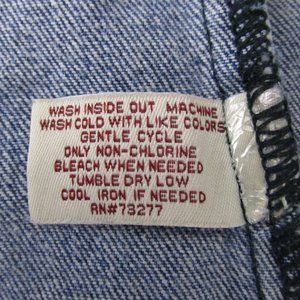 WASH INSIDE OUT MACHINE
WASH COLD WITH LIKE COLORS
GENTLE CYCLE
ONLY NON-CHLORINE
BLEACH WHEN NEEDED
TUMBLE DRY LOW
COOL IRON IF NEEDED
RN#73277